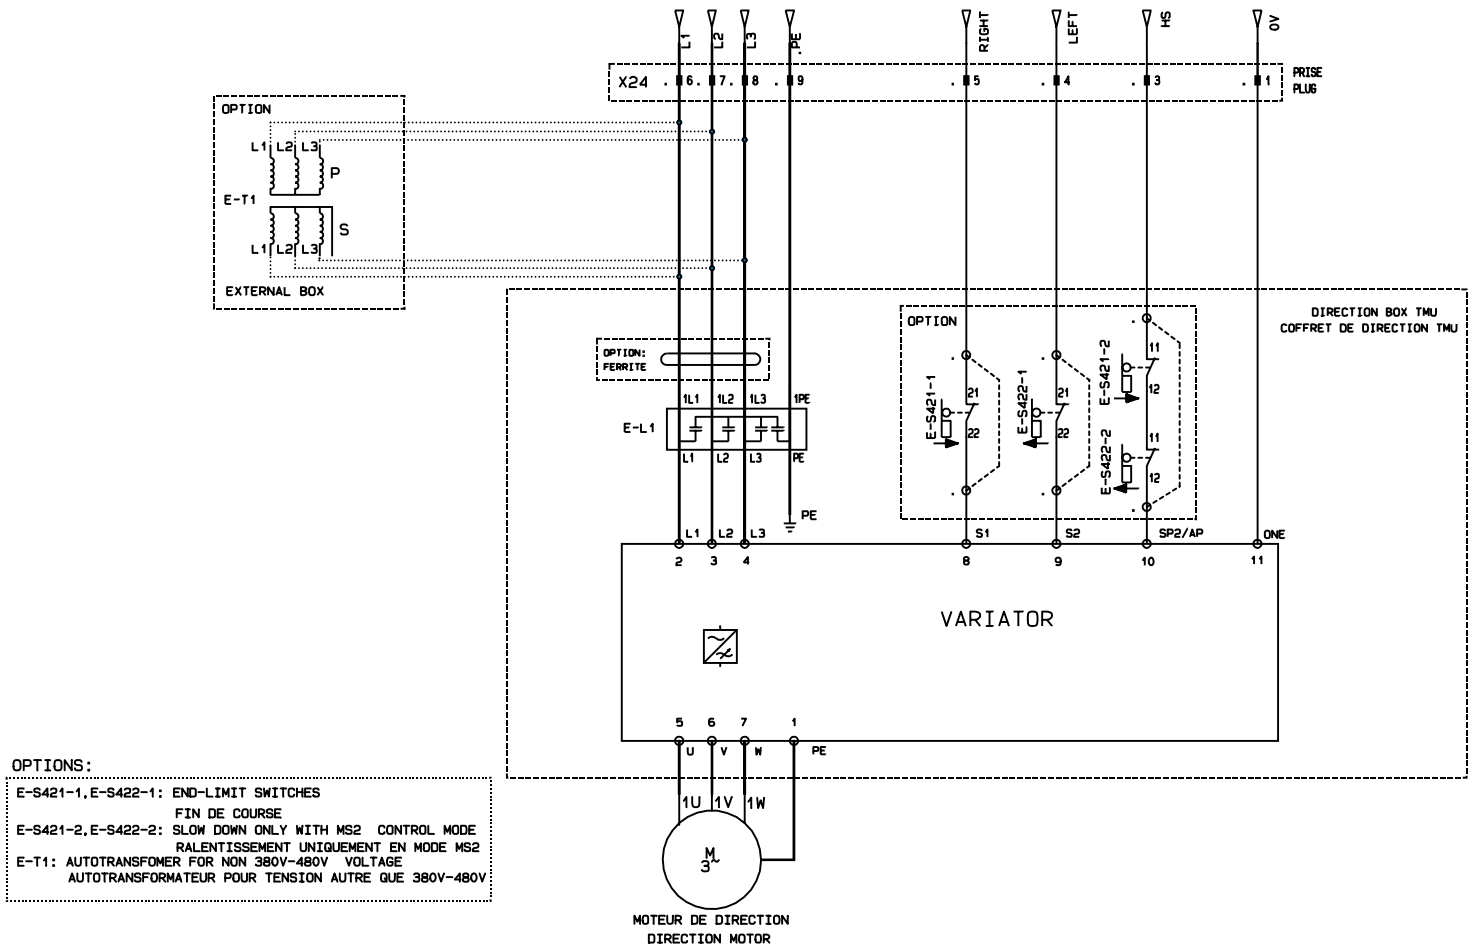 L1 L2 L3 .PE RIGHT LEFT HS 0V
X24 . 6 . 7 . 8 . 9 . 5 . 4 . 3 . 1 PRISE
PLUG
OPTION
L1 L2 L3 P
E-T1
S
L1 L2 L3
EXTERNAL BOX
DIRECTION BOX TMU
COFFRET DE DIRECTION TMU
OPTION
OPTION:
FERRITE
1L1 1L2 1L3 1PE
E-L1
L1 L2 L3 PE
PE
E-S421-1 21 22
E-S422-1 21 22
E-S421-2 11 12
E-S422-2 11 12
L1 L2 L3 S1 S2 SP2/AP ONE
2 3 4 8 9 10 11
VARIATOR
5 6 7 1
U V W PE
1U 1V 1W
M
3~
MOTEUR DE DIRECTION
DIRECTION MOTOR
OPTIONS:
E-S421-1,E-S422-1: END-LIMIT SWITCHES
FIN DE COURSE
E-S421-2,E-S422-2: SLOW DOWN ONLY WITH MS2 CONTROL MODE
RALENTISSEMENT UNIQUEMENT EN MODE MS2
E-T1: AUTOTRANSFOMER FOR NON 380V-480V VOLTAGE
AUTOTRANSFORMATEUR POUR TENSION AUTRE QUE 380V-480V